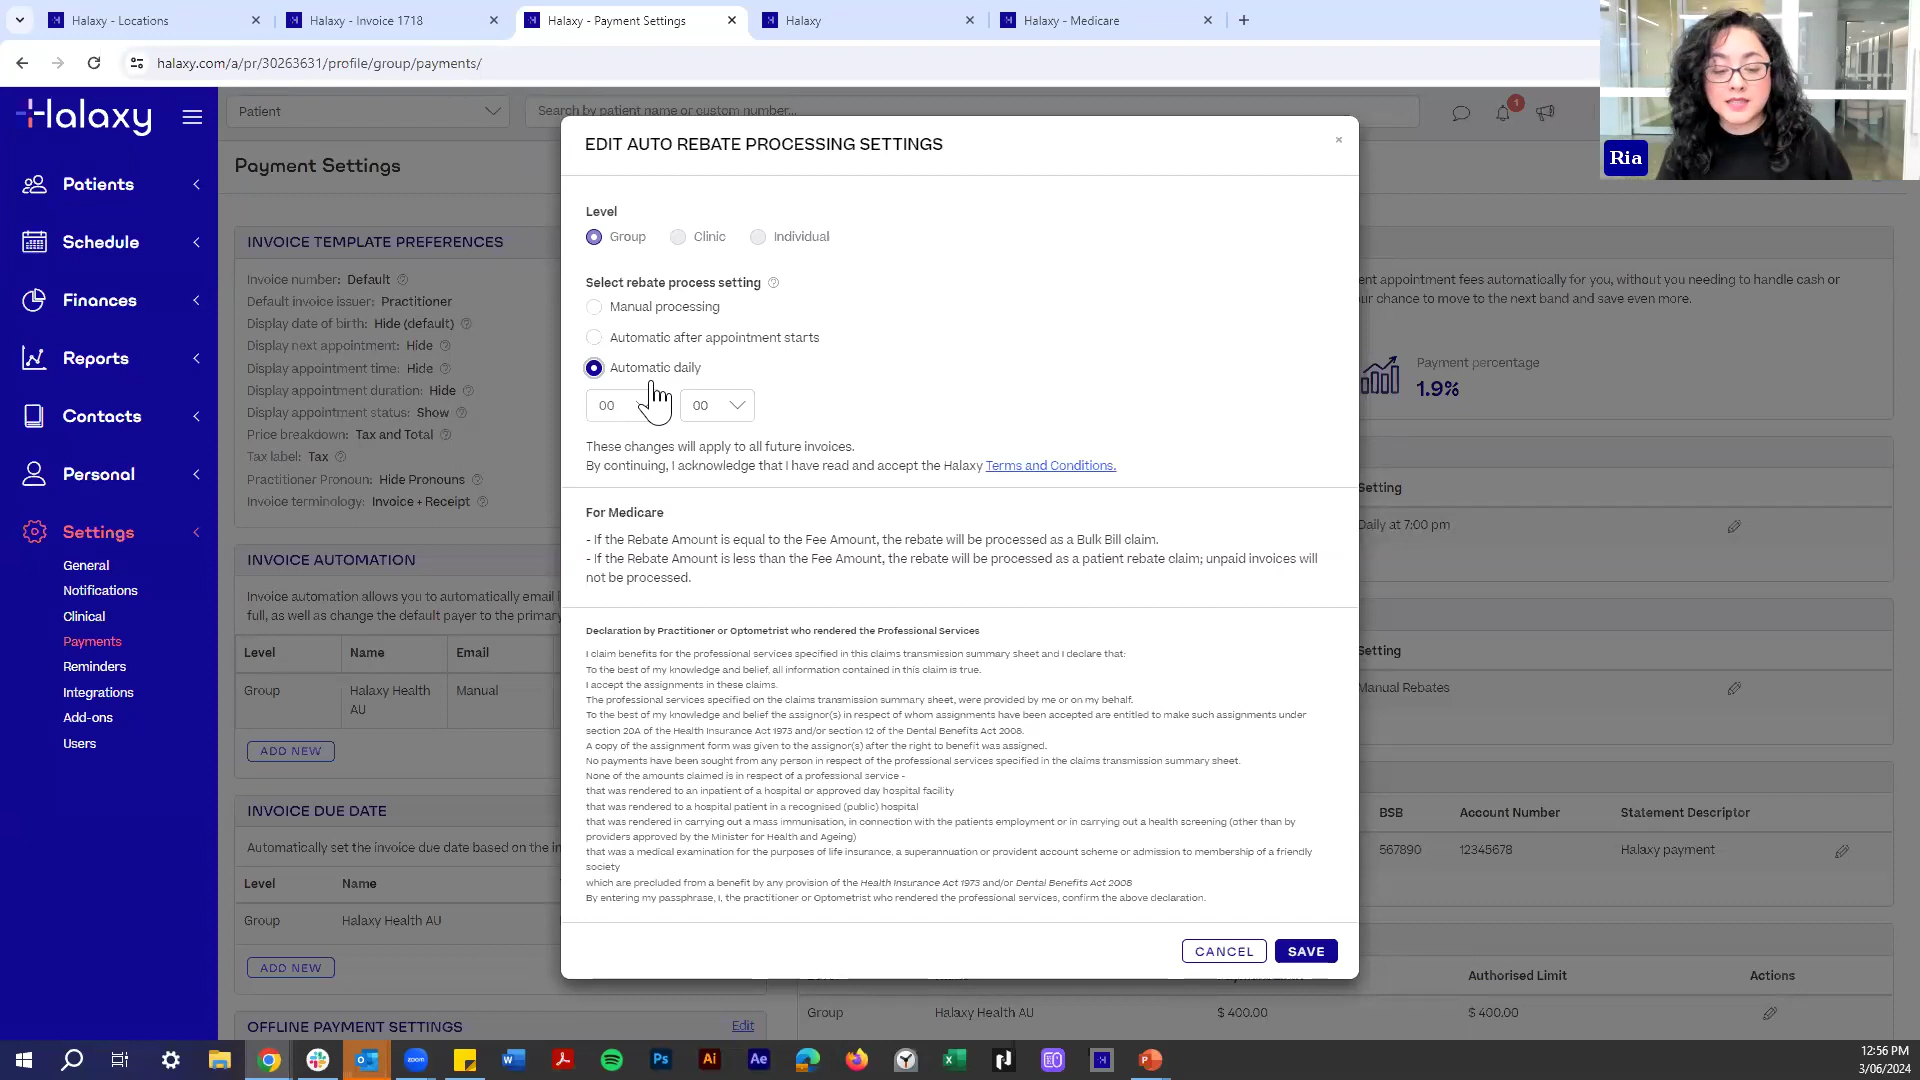 Halaxy - Locations
Halaxy - Invoice 1718
Halaxy - Payment Settings
Halaxy
Halaxy - Medicare
halaxy.com/a/pr/30263631/profile/group/payments/
Halaxy
Patient
Search by patient name or custom number...
1
Ria
Patients
Schedule
Finances
Reports
Contacts
Personal
Settings
General
Notifications
Clinical
Payments
Reminders
Integrations
Add-ons
Users
Payment Settings
INVOICE TEMPLATE PREFERENCES
Invoice number: Default
Default invoice issuer: Practitioner
Display date of birth: Hide (default)
Display next appointment: Hide
Display appointment time: Hide
Display appointment duration: Hide
Display appointment status: Show
Price breakdown: Tax and Total
Tax label: Tax
Practitioner Pronoun: Hide Pronouns
Invoice terminology: Invoice + Receipt
INVOICE AUTOMATION
Invoice automation allows you to automatically email
full, as well as change the default payer to the primary
Level Name Email
Group Halaxy Health AU Manual
ADD NEW
INVOICE DUE DATE
Automatically set the invoice due date based on the in
Level Name
Group Halaxy Health AU
ADD NEW
OFFLINE PAYMENT SETTINGS Edit
EDIT AUTO REBATE PROCESSING SETTINGS
Level
Group Clinic Individual
Select rebate process setting
Manual processing
Automatic after appointment starts
Automatic daily
00 00
These changes will apply to all future invoices.
By continuing, I acknowledge that I have read and accept the Halaxy Terms and Conditions.
For Medicare
- If the Rebate Amount is equal to the Fee Amount, the rebate will be processed as a Bulk Bill claim.
- If the Rebate Amount is less than the Fee Amount, the rebate will be processed as a patient rebate claim; unpaid invoices will
not be processed.
Declaration by Practitioner or Optometrist who rendered the Professional Services
I claim benefits for the professional services specified in this claims transmission summary sheet and I declare that:
To the best of my knowledge and belief, all information contained in this claim is true.
I accept the assignments in these claims.
The professional services specified on the claims transmission summary sheet, were provided by me or on my behalf.
To the best of my knowledge and belief the assignor(s) in respect of whom assignments have been accepted are entitled to make such assignments under
section 20A of the Health Insurance Act 1973 and/or section 12 of the Dental Benefits Act 2008.
A copy of the assignment form was given to the assignor(s) after the right to benefit was assigned.
No payments have been sought from any person in respect of the professional services specified in the claims transmission summary sheet.
None of the amounts claimed is in respect of a professional service -
that was rendered to an inpatient of a hospital or approved day hospital facility
that was rendered to a hospital patient in a recognised (public) hospital
that was rendered in carrying out a mass immunisation, in connection with the patients employment or in carrying out a health screening (other than by
providers approved by the Minister for Health and Ageing)
that was a medical examination for the purposes of life insurance, a superannuation or provident account scheme or admission to membership of a friendly
society
which are precluded from a benefit by any provision of the Health Insurance Act 1973 and/or Dental Benefits Act 2008
By entering my passphrase, I, the practitioner or Optometrist who rendered the professional services, confirm the above declaration.
CANCEL SAVE
ent appointment fees automatically for you, without you needing to handle cash or
ur chance to move to the next band and save even more.
Payment percentage
1.9%
Setting
Daily at 7:00 pm
Setting
Manual Rebates
BSB Account Number Statement Descriptor
567890 12345678 Halaxy payment
Authorised Limit Actions
Group Halaxy Health AU $ 400.00 $ 400.00
12:56 PM
3/06/2024